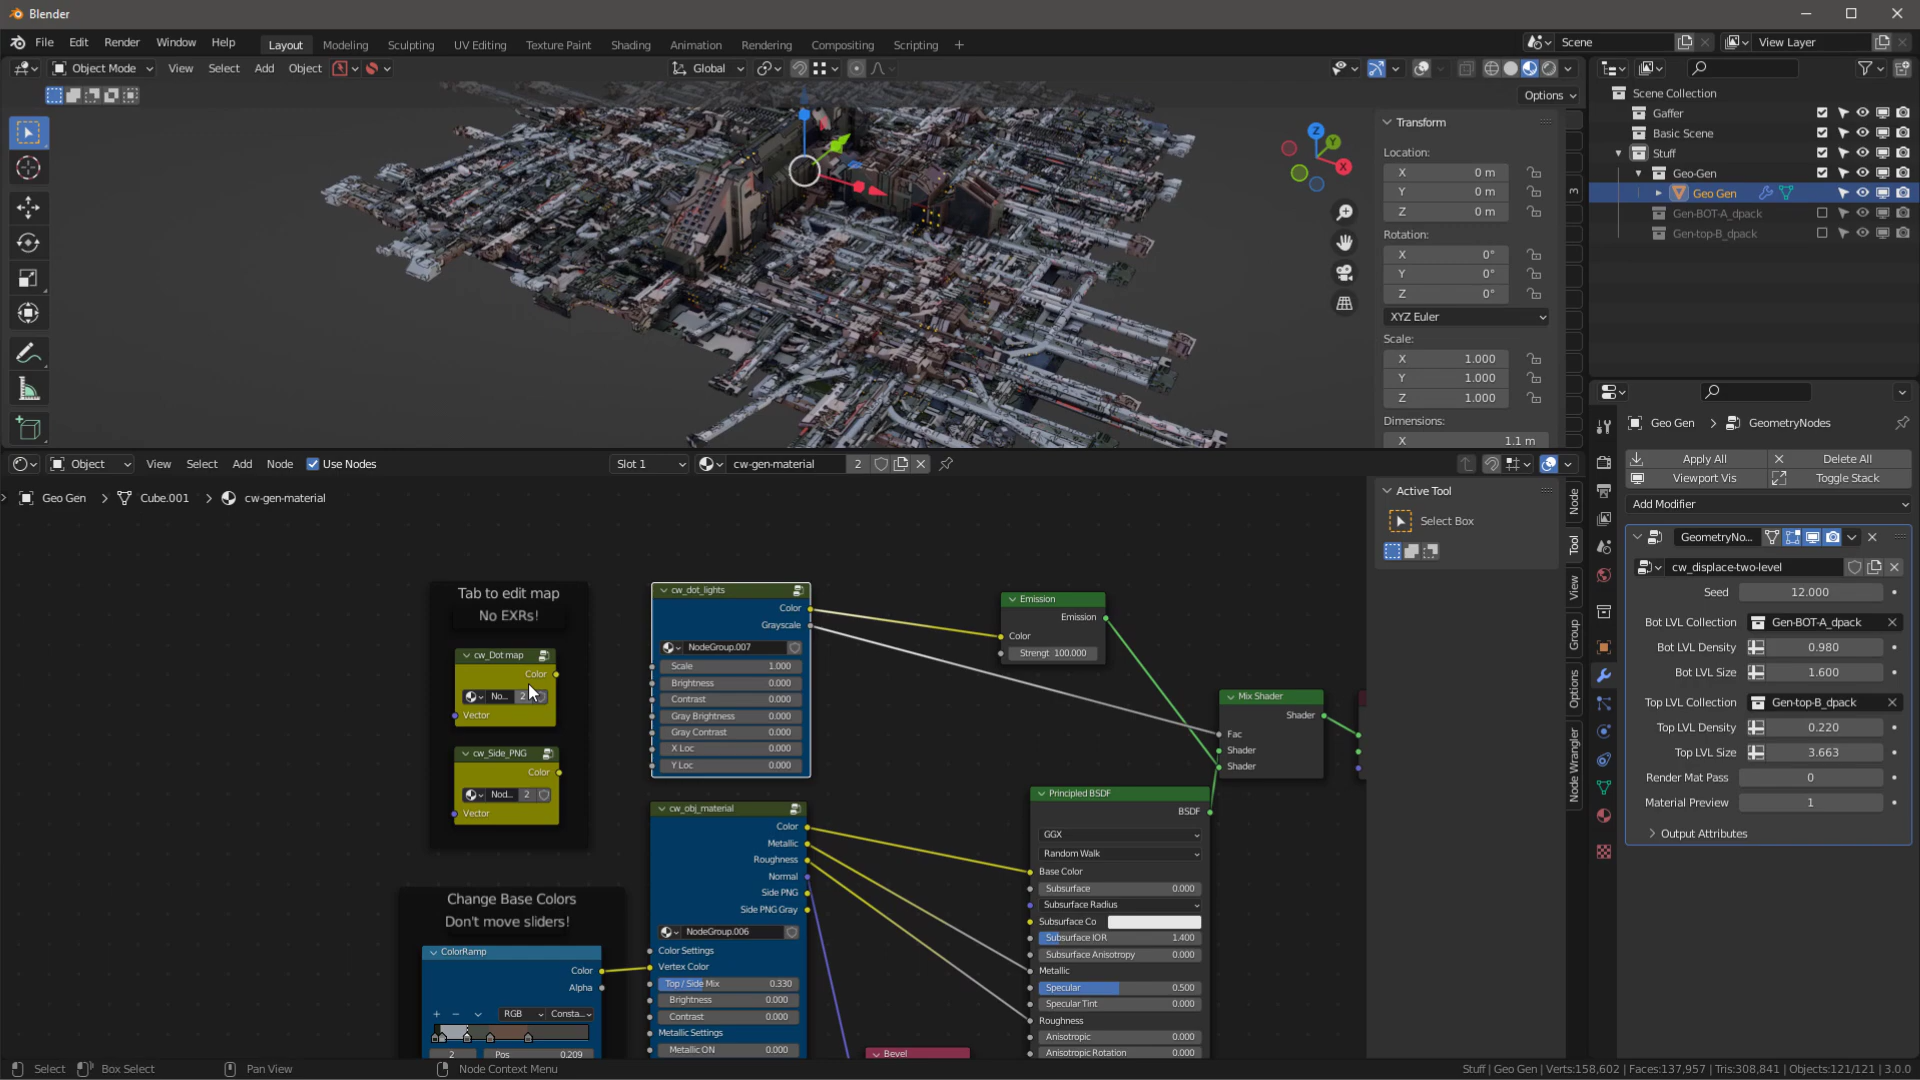 Blender
File Edit Render Window Help Layout Modeling Sculpting UV Editing Texture Paint Shading Animation Rendering Compositing Scripting + Scene View Layer
Object Mode View Select Add Object Global
Options
Transform
Location:
X 0 m
Y 0 m
Z 0 m
Rotation:
X 0°
Y 0°
Z 0°
XYZ Euler
Scale:
X 1.000
Y 1.000
Z 1.000
Dimensions:
X 1.1 m
Z
Y
X
3
Scene Collection
Gaffer
Basic Scene
Stuff
Geo-Gen
Geo Gen
Gen-BOT-A_dpack
Gen-top-B_dpack
Object View Select Add Node Use Nodes Slot 1 cw-gen-material 2
Geo Gen > Cube.001 > cw-gen-material
Active Tool
Select Box
Node
Tool
View
Group
Options
Node Wrangler
Tab to edit map
No EXRs!
cw_Dot map
Color
No... 2
Vector
cw_Side_PNG
Color
Nod... 2
Vector
Change Base Colors
Don't move sliders!
ColorRamp
Color
Alpha
+ − RGB Consta...
2 Pos 0.209
cw_dot_lights
Color
Grayscale
NodeGroup.007
Scale 1.000
Brightness 0.000
Contrast 0.000
Gray Brightness 0.000
Gray Contrast 0.000
X Loc 0.000
Y Loc 0.000
cw_obj_material
Color
Metallic
Roughness
Normal
Side PNG
Side PNG Gray
NodeGroup.006
Color Settings
Vertex Color
Top / Side Mix 0.330
Brightness 0.000
Contrast 0.000
Metallic Settings
Metallic ON 0.000
Bevel
Emission
Emission
Color
Strengt 100.000
Mix Shader
Shader
Fac
Shader
Shader
Principled BSDF
BSDF
GGX
Random Walk
Base Color
Subsurface 0.000
Subsurface Radius
Subsurface Co
Subsurface IOR 1.400
Subsurface Anisotropy 0.000
Metallic
Specular 0.500
Specular Tint 0.000
Roughness
Anisotropic 0.000
Anisotropic Rotation 0.000
Geo Gen > GeometryNodes
Apply All Delete All
Viewport Vis Toggle Stack
Add Modifier
GeometryNo...
cw_displace-two-level
Seed 12.000
Bot LVL Collection Gen-BOT-A_dpack
Bot LVL Density 0.980
Bot LVL Size 1.600
Top LVL Collection Gen-top-B_dpack
Top LVL Density 0.220
Top LVL Size 3.663
Render Mat Pass 0
Material Preview 1
Output Attributes
Select Box Select Pan View Node Context Menu Stuff | Geo Gen | Verts:158,602 | Faces:137,957 | Tris:308,841 | Objects:121/121 | 3.0.0